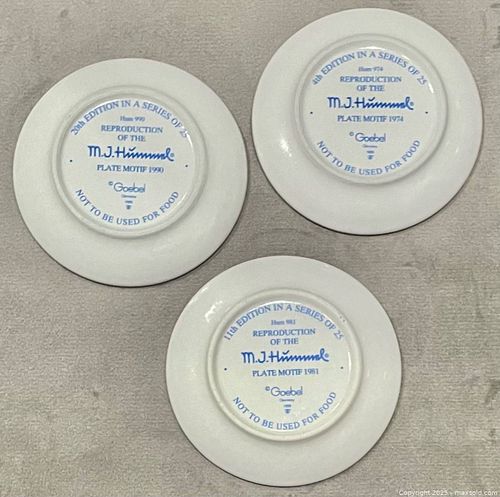 20th EDITION IN A SERIES OF 25
Hum 990
REPRODUCTION
OF THE
M.J.Hummel®
PLATE MOTIF 1990
© Goebel
Germany
NOT TO BE USED FOR FOOD
4th EDITION IN A SERIES OF 25
Hum 974
REPRODUCTION
OF THE
M.J.Hummel®
PLATE MOTIF 1974
© Goebel
Germany
NOT TO BE USED FOR FOOD
11th EDITION IN A SERIES OF 25
Hum 981
REPRODUCTION
OF THE
M.J.Hummel®
PLATE MOTIF 1981
© Goebel
Germany
NOT TO BE USED FOR FOOD
Copyright 2025 - maxsold.com